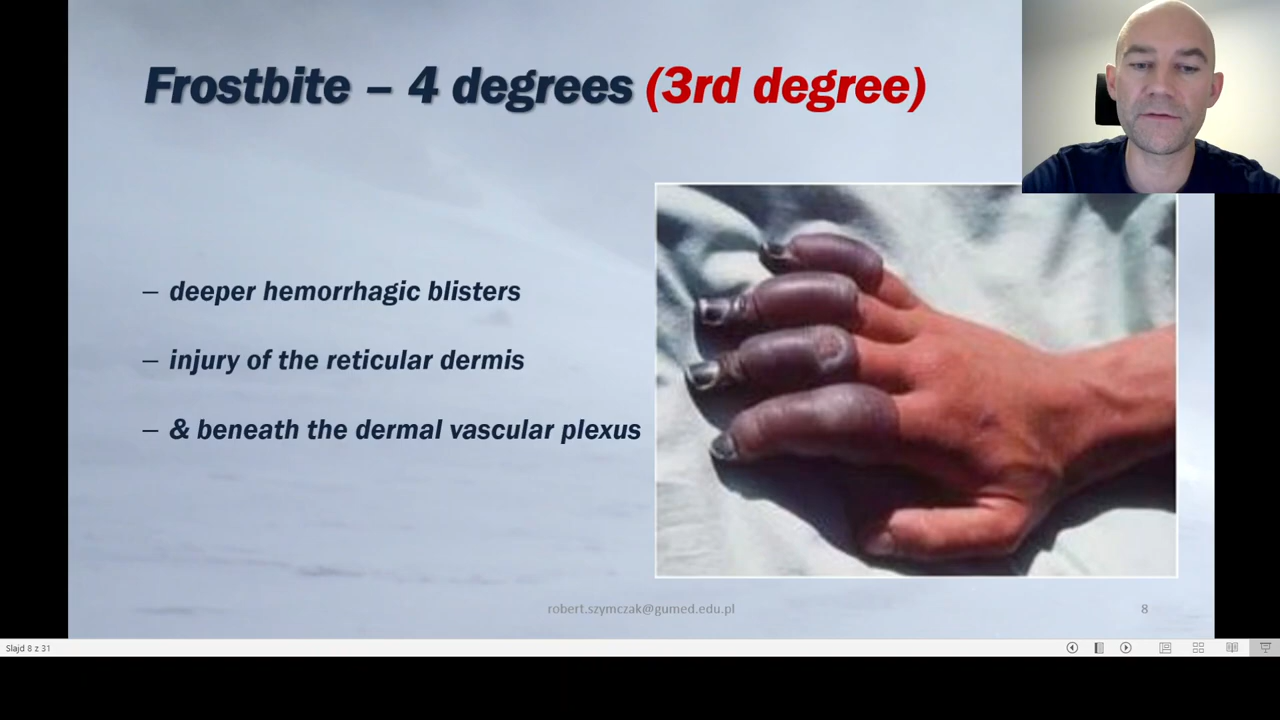 Frostbite – 4 degrees (3rd degree)
– deeper hemorrhagic blisters
– injury of the reticular dermis
– & beneath the dermal vascular plexus
robert.szymczak@gumed.edu.pl
8
Slajd 8 z 31